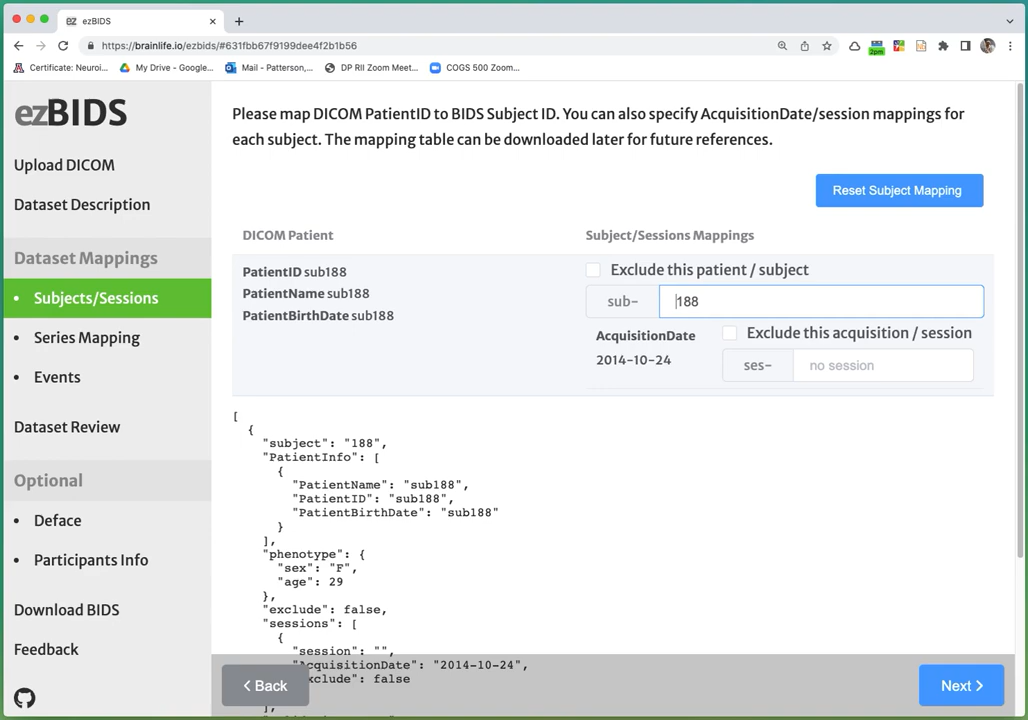 ezBIDS
https://brainlife.io/ezbids/#631fbb67f9199dee4f2b1b56
2pm
Certificate: Neuroi...
My Drive - Google...
Mail - Patterson,...
DP RII Zoom Meet...
COGS 500 Zoom...
ezBIDS
Upload DICOM
Dataset Description
Dataset Mappings
• Subjects/Sessions
• Series Mapping
• Events
Dataset Review
Optional
• Deface
• Participants Info
Download BIDS
Feedback
Please map DICOM PatientID to BIDS Subject ID. You can also specify AcquisitionDate/session mappings for
each subject. The mapping table can be downloaded later for future references.
Reset Subject Mapping
DICOM Patient
Subject/Sessions Mappings
PatientID sub188
PatientName sub188
PatientBirthDate sub188
Exclude this patient / subject
sub- 188
AcquisitionDate
2014-10-24
Exclude this acquisition / session
ses- no session
[
{
"subject": "188",
"PatientInfo": [
{
"PatientName": "sub188",
"PatientID": "sub188",
"PatientBirthDate": "sub188"
}
],
"phenotype": {
"sex": "F",
"age": 29
},
"exclude": false,
"sessions": [
{
"session": "",
"AcquisitionDate": "2014-10-24",
"exclude": false
],
Back
Next